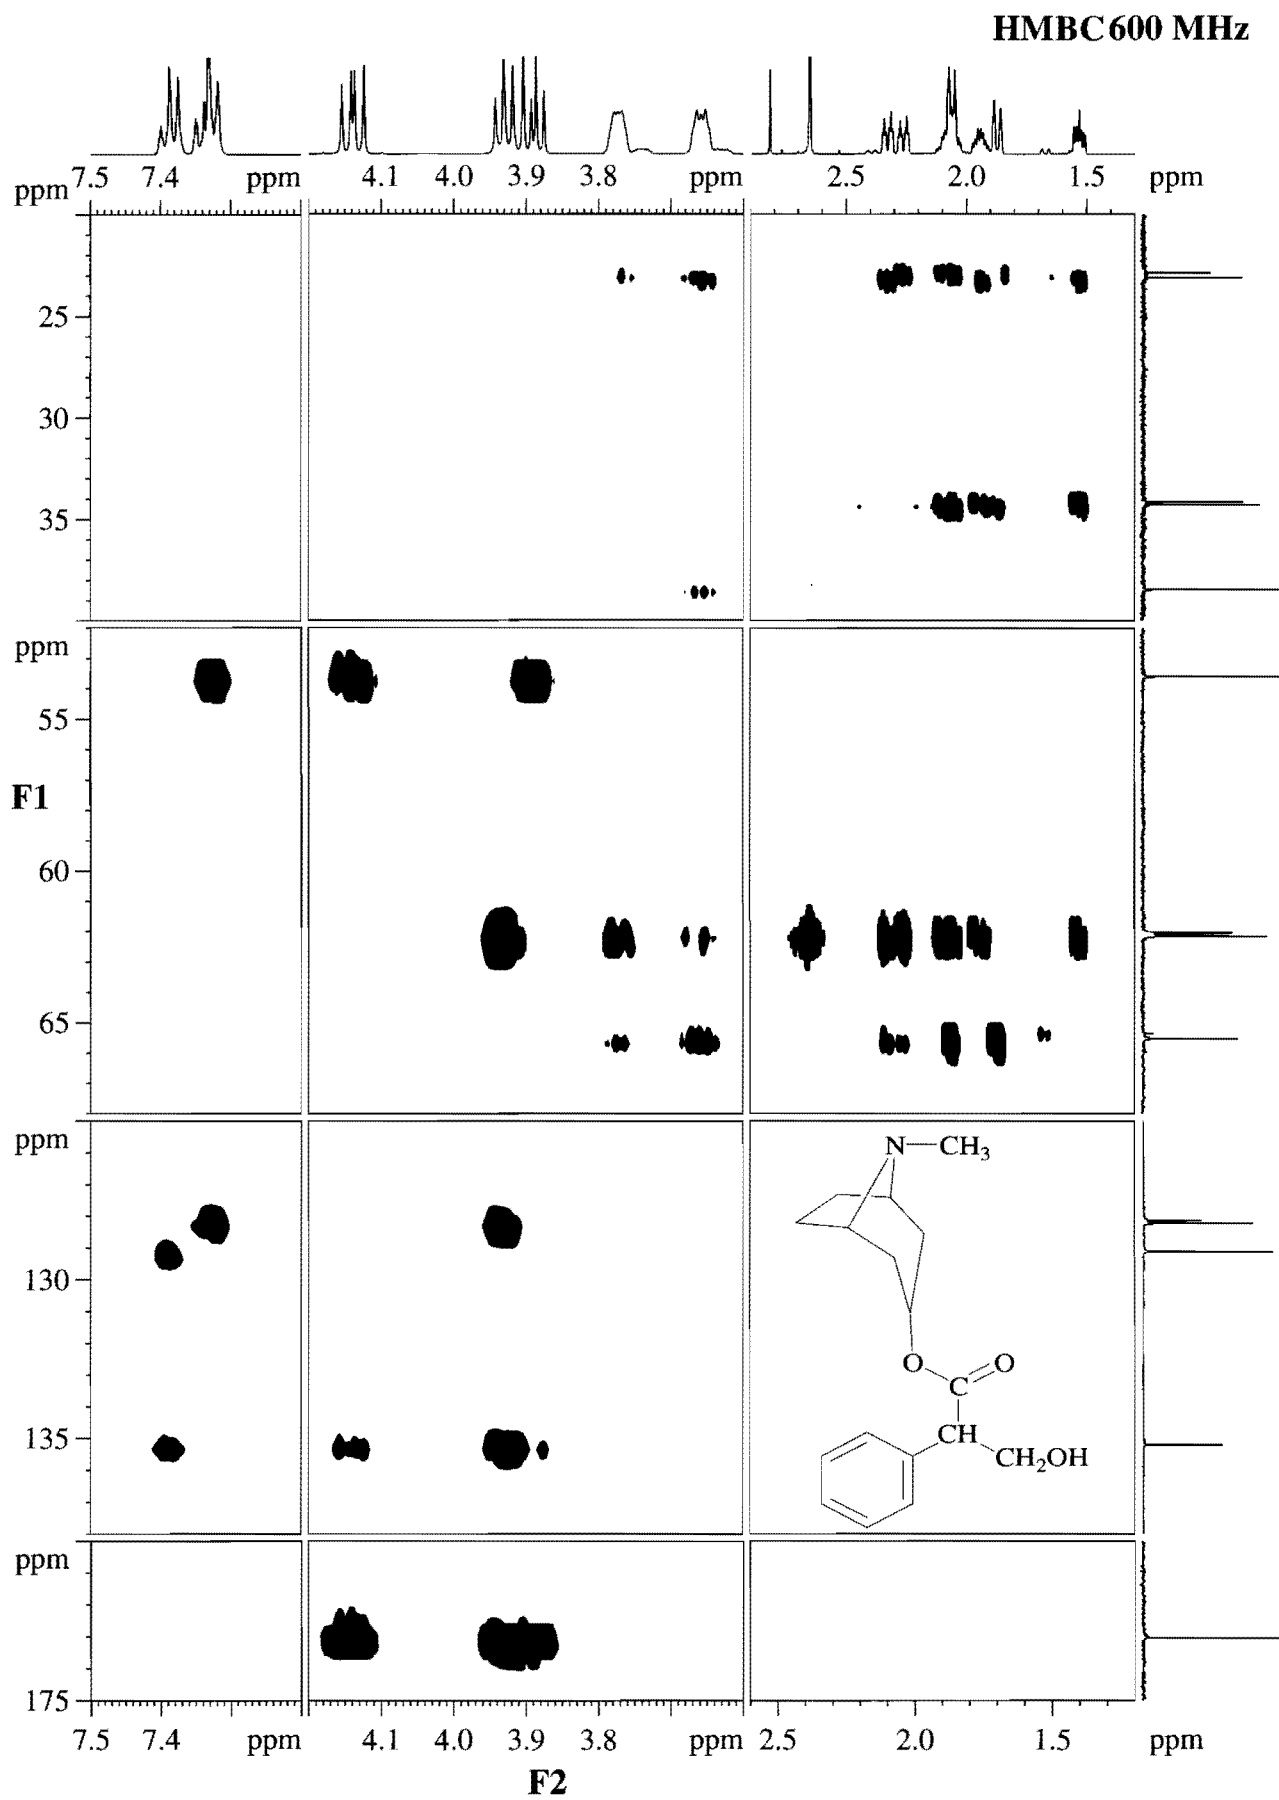 HMBC 600 MHz
ppm 7.5 7.4 ppm 4.1 4.0 3.9 3.8 ppm 2.5 2.0 1.5 ppm
25
30
35
ppm
55
F1
60
65
ppm
N—CH3
130
O O
C
135
CH
CH2OH
ppm
175
7.5 7.4 ppm 4.1 4.0 3.9 3.8 ppm 2.5 2.0 1.5 ppm
F2